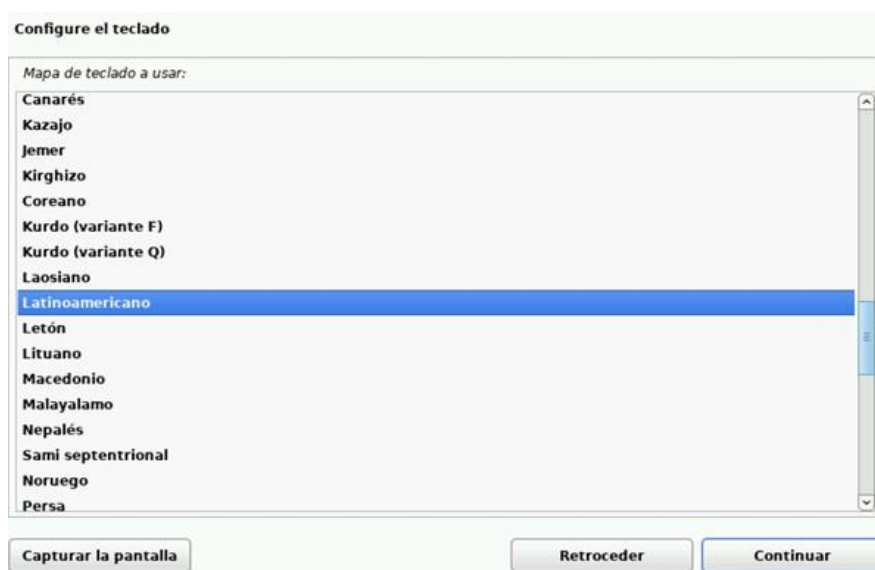 Configure el teclado
Mapa de teclado a usar:
Canarés
Kazajo
Jemer
Kirghizo
Coreano
Kurdo (variante F)
Kurdo (variante Q)
Laosiano
Latinoamericano
Letón
Lituano
Macedonio
Malayalamo
Nepalés
Sami septentrional
Noruego
Persa
Capturar la pantalla
Retroceder
Continuar